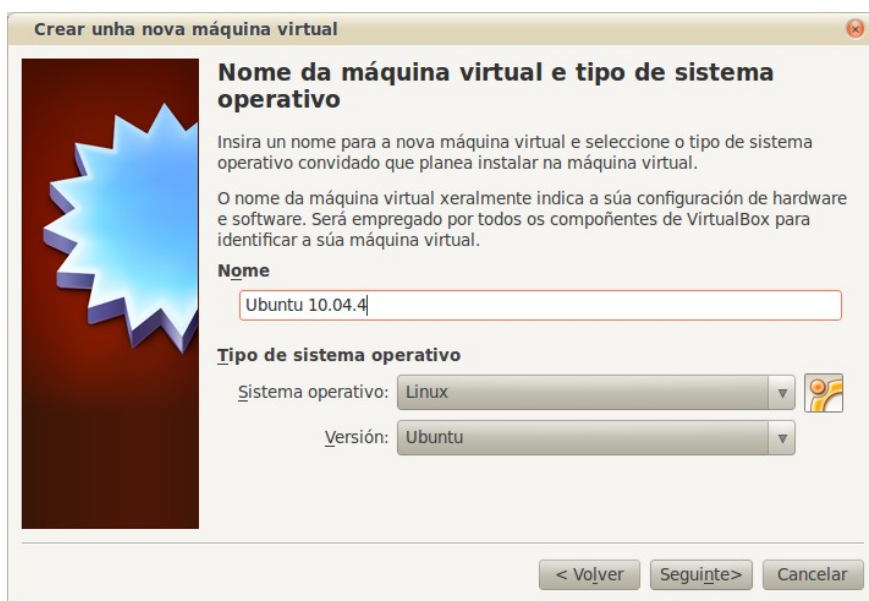 Crear unha nova máquina virtual
Nome da máquina virtual e tipo de sistema
operativo
Insira un nome para a nova máquina virtual e seleccione o tipo de sistema
operativo convidado que planea instalar na máquina virtual.
O nome da máquina virtual xeralmente indica a súa configuración de hardware
e software. Será empregado por todos os compoñentes de VirtualBox para
identificar a súa máquina virtual.
Nome
Ubuntu 10.04.4
Tipo de sistema operativo
Sistema operativo: Linux
Versión: Ubuntu
< Volver Seguinte> Cancelar